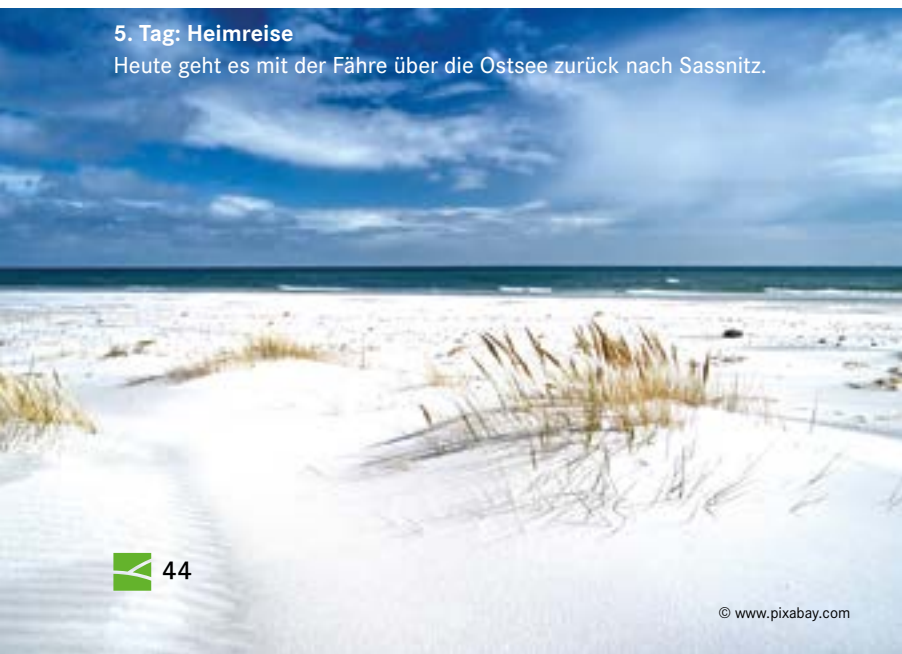 5. Tag: Heimreise
Heute geht es mit der Fähre über die Ostsee zurück nach Sassnitz.
44
© www.pixabay.com